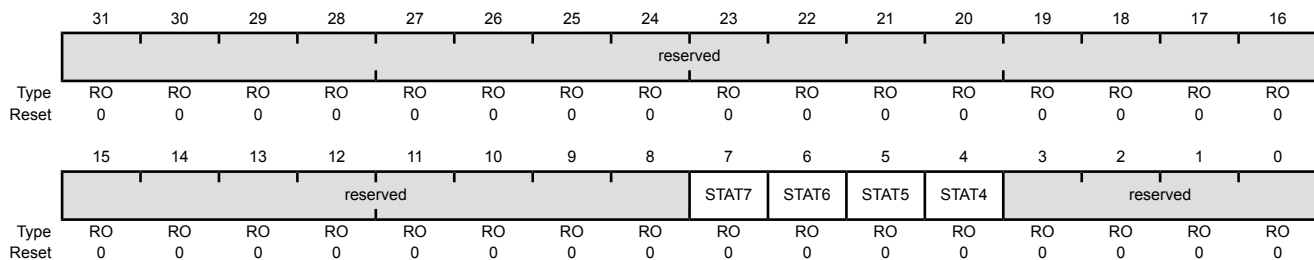 31 30 29 28 27 26 25 24 23 22 21 20 19 18 17 16
reserved
Type RO RO RO RO RO RO RO RO RO RO RO RO RO RO RO RO
Reset 0 0 0 0 0 0 0 0 0 0 0 0 0 0 0 0
15 14 13 12 11 10 9 8 7 6 5 4 3 2 1 0
reserved STAT7 STAT6 STAT5 STAT4 reserved
Type RO RO RO RO RO RO RO RO RO RO RO RO RO RO RO RO
Reset 0 0 0 0 0 0 0 0 0 0 0 0 0 0 0 0